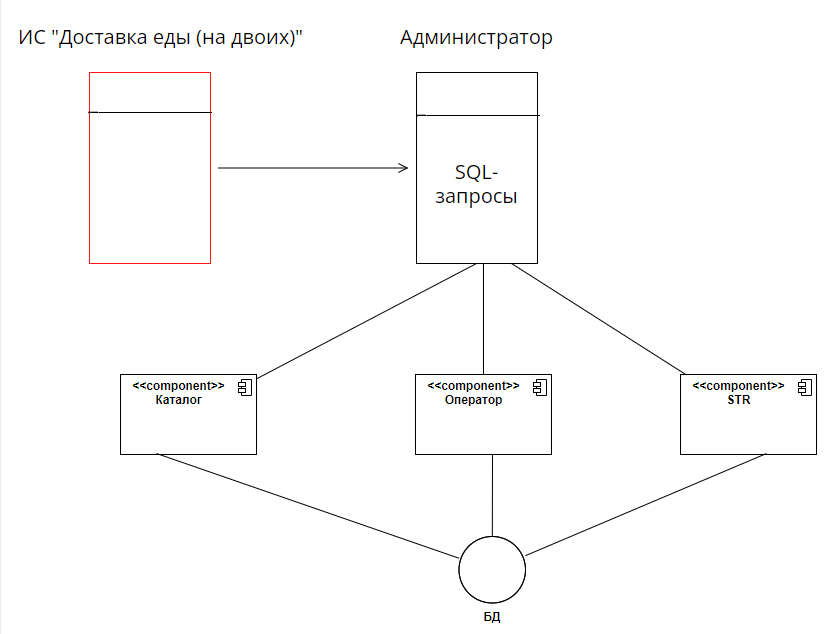 ИС "Доставка еды (на двоих)"
Администратор
SQL-
запросы
<<component>>
Каталог
<<component>>
Оператор
<<component>>
STR
БД